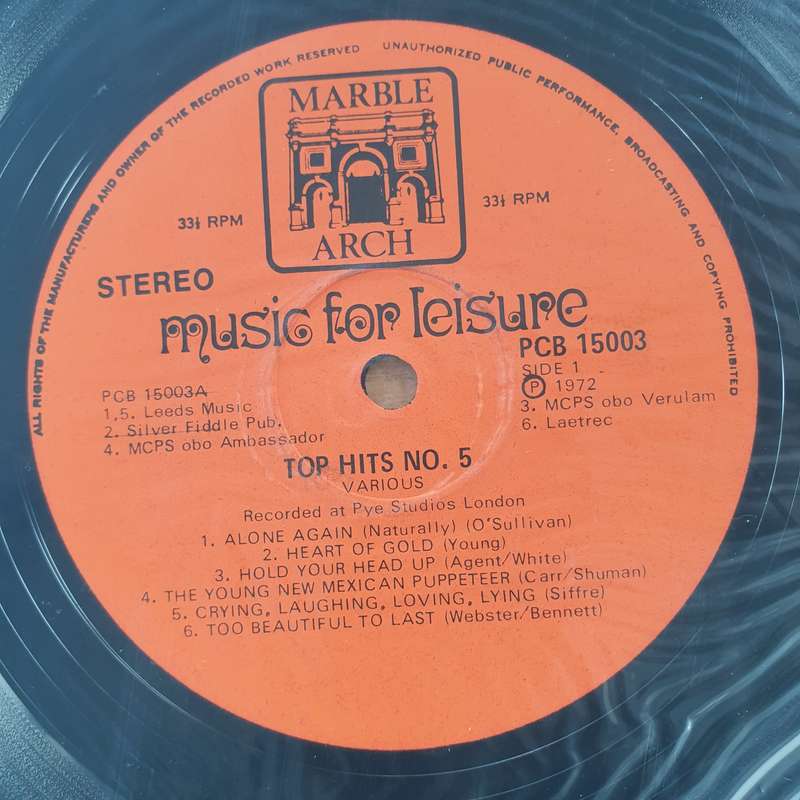 ALL RIGHTS OF THE MANUFACTURERS AND OWNER OF THE RECORDED WORK RESERVED
UNAUTHORIZED PUBLIC PERFORMANCE, BROADCASTING AND COPYING PROHIBITED
MARBLE
ARCH
33⅓ RPM
33⅓ RPM
STEREO
music for leisure
PCB 15003
SIDE 1
Ⓟ 1972
PCB 15003A
1,5. Leeds Music
2. Silver Fiddle Pub.
4. MCPS obo Ambassador
3. MCPS obo Verulam
6. Laetrec
TOP HITS NO. 5
VARIOUS
Recorded at Pye Studios London
1. ALONE AGAIN (Naturally) (O'Sullivan)
2. HEART OF GOLD (Young)
3. HOLD YOUR HEAD UP (Agent/White)
4. THE YOUNG NEW MEXICAN PUPPETEER (Carr/Shuman)
5. CRYING, LAUGHING, LOVING, LYING (Siffre)
6. TOO BEAUTIFUL TO LAST (Webster/Bennett)